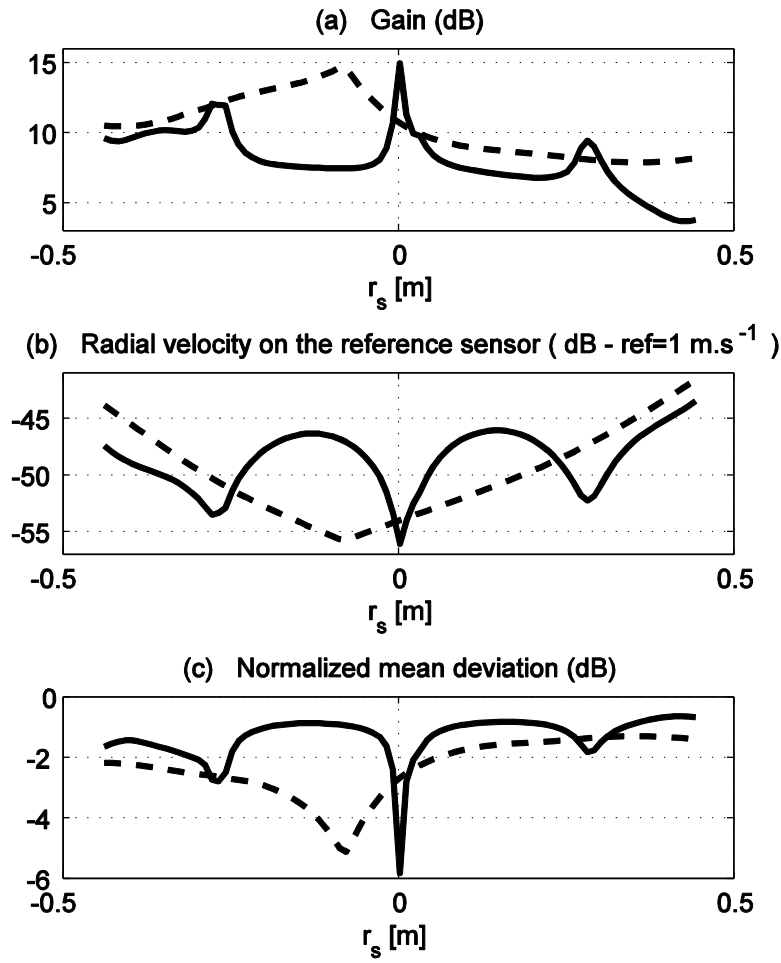 (a) Gain (dB)
15
10
5
-0.5 0 0.5
r_s [m]
(b) Radial velocity on the reference sensor ( dB - ref=1 m.s^-1 )
-45
-50
-55
-0.5 0 0.5
r_s [m]
(c) Normalized mean deviation (dB)
0
-2
-4
-6
-0.5 0 0.5
r_s [m]